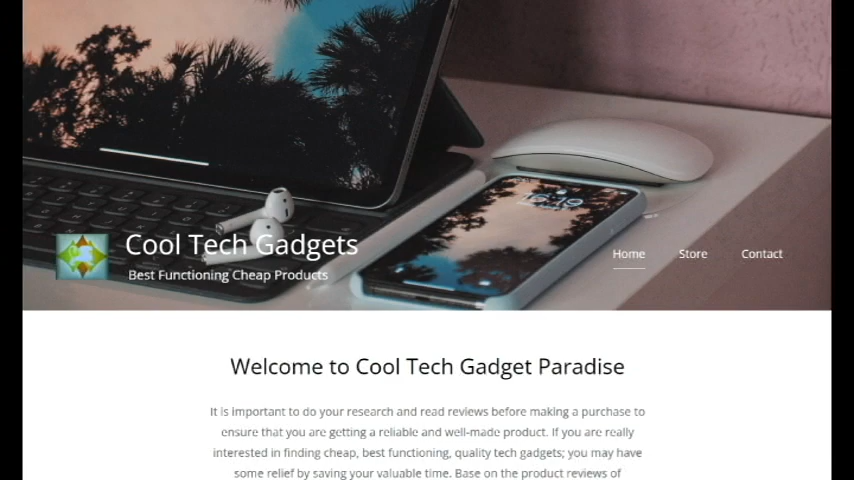 16:19
Cool Tech Gadgets
Best Functioning Cheap Products
Home Store Contact
Welcome to Cool Tech Gadget Paradise
It is important to do your research and read reviews before making a purchase to
ensure that you are getting a reliable and well-made product. If you are really
interested in finding cheap, best functioning, quality tech gadgets; you may have
some relief by saving your valuable time. Base on the product reviews of